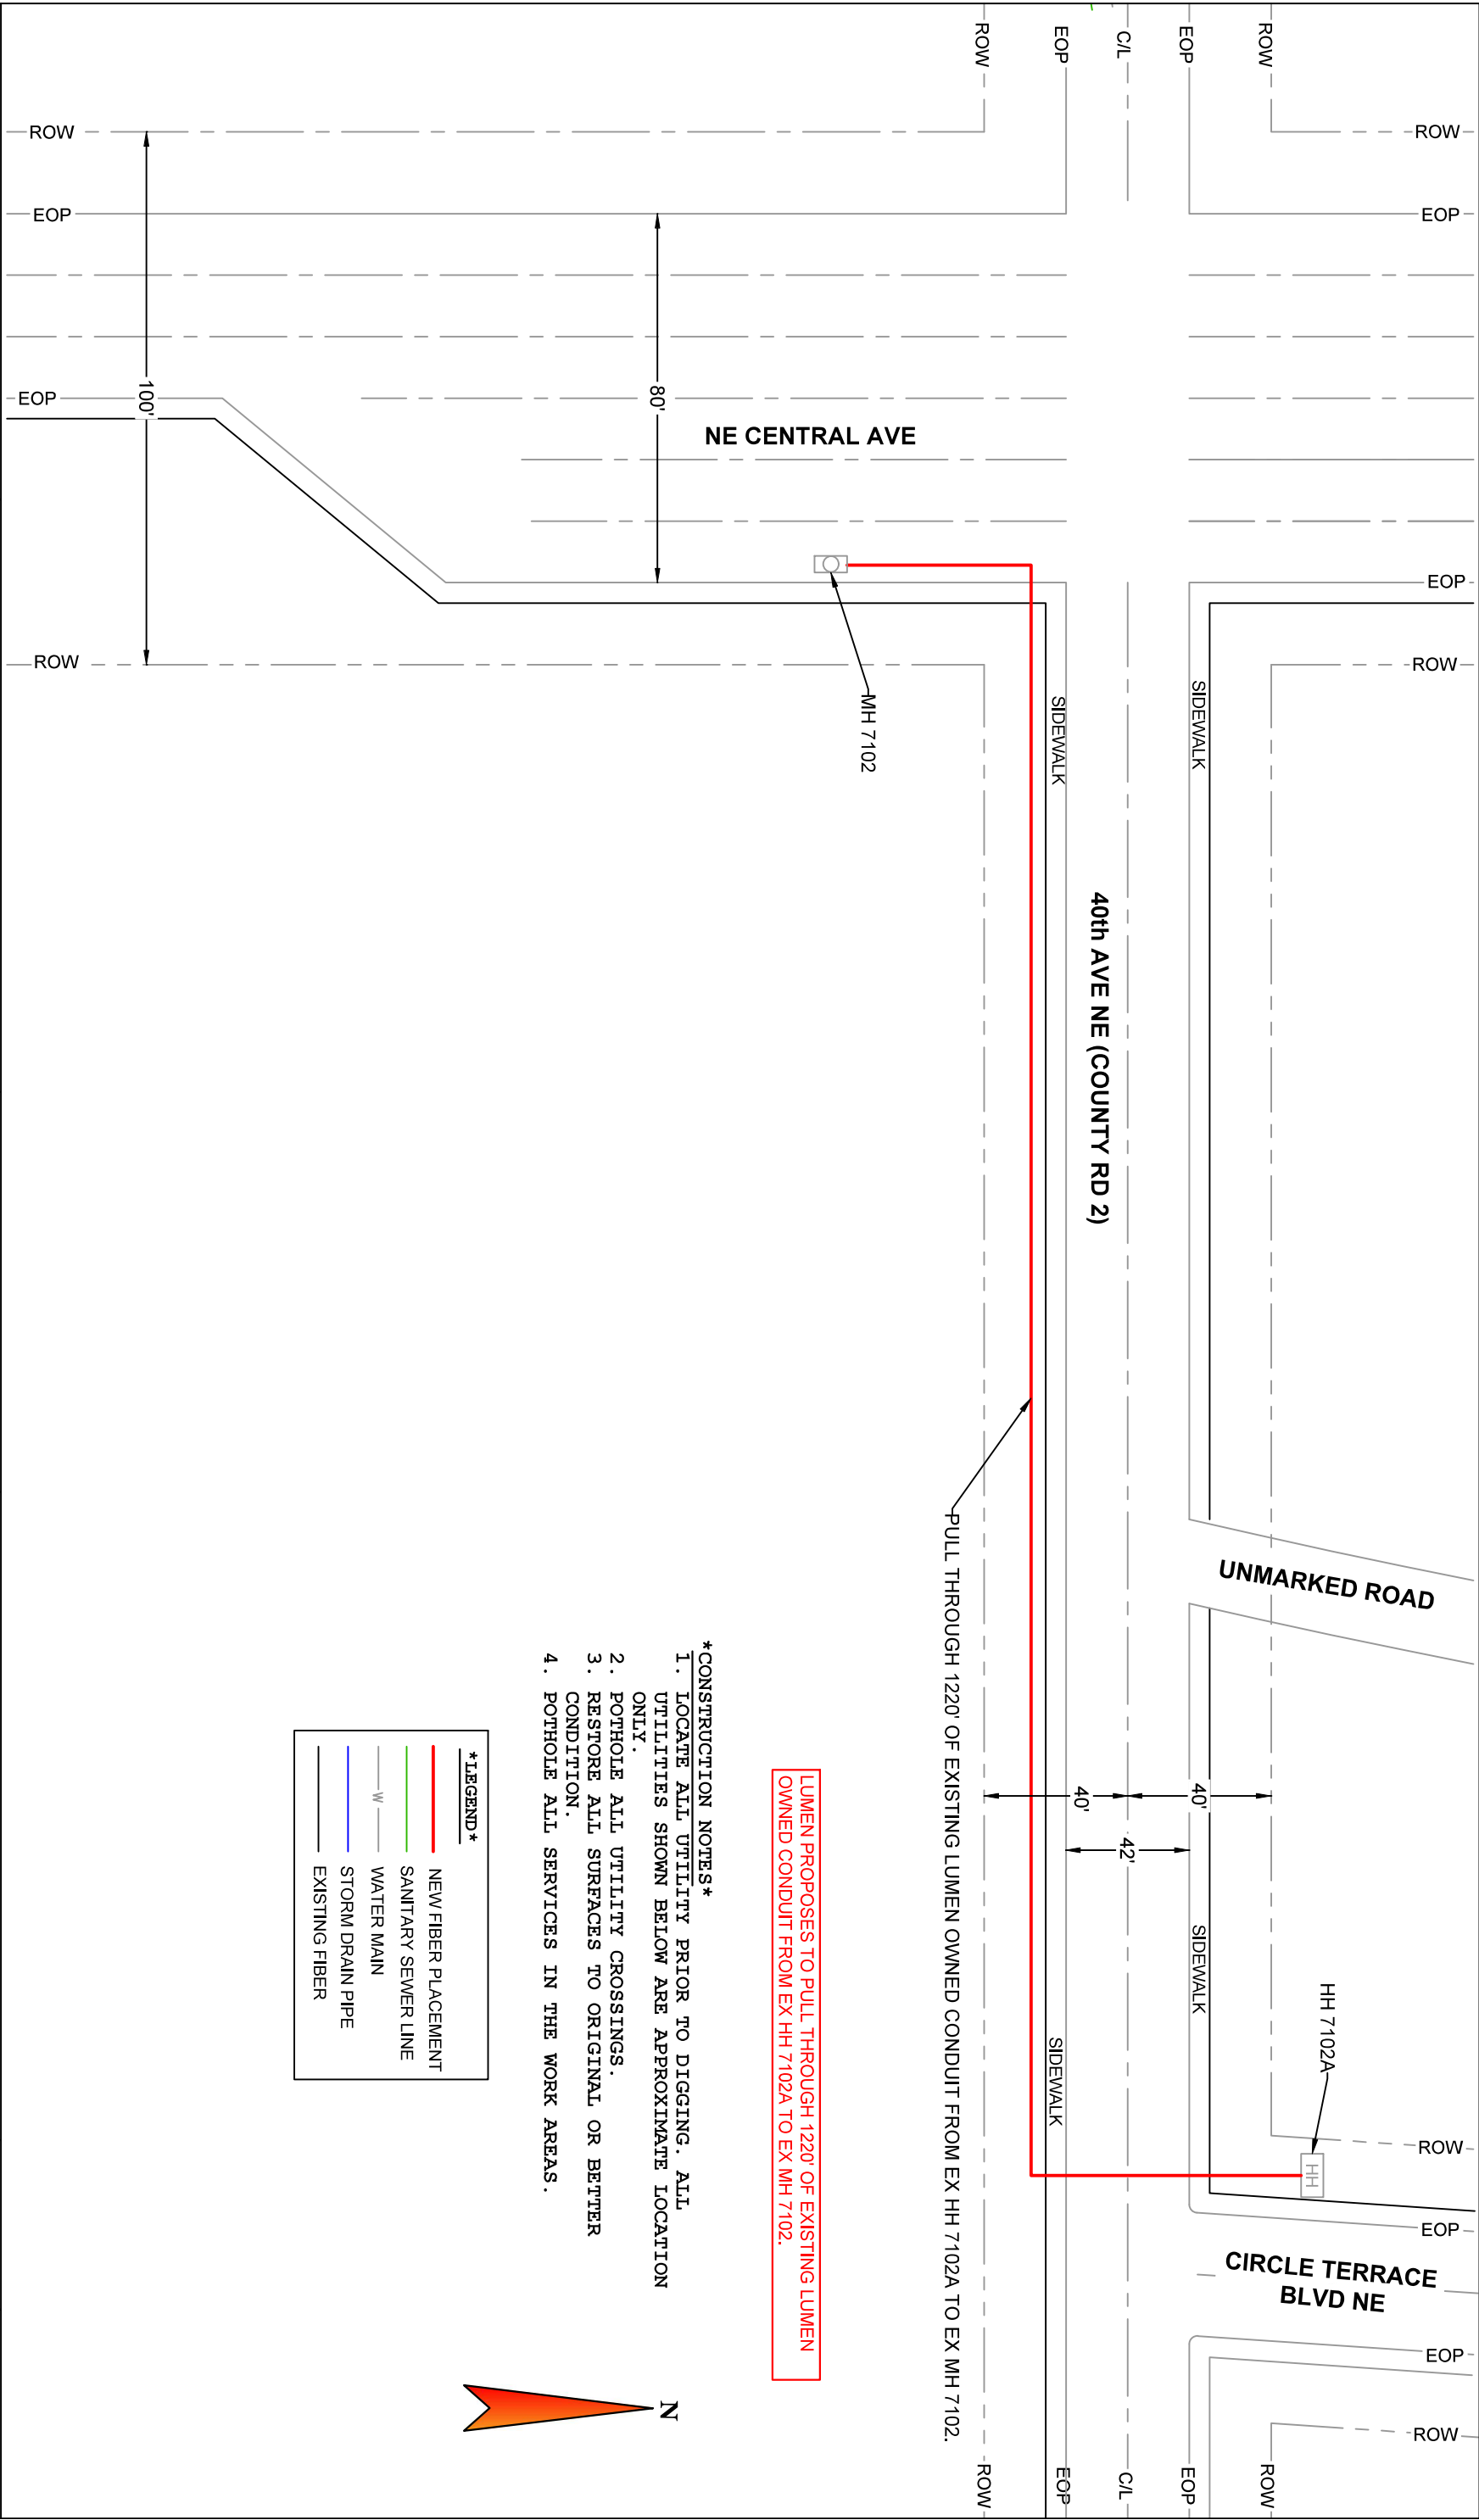 ROW
EOP
C/L
EOP
ROW
ROW
EOP
EOP
ROW
ROW
EOP
EOP
ROW
100'
80'
NE CENTRAL AVE
MH 7102
SIDEWALK
SIDEWALK
40th AVE NE (COUNTY RD 2)
UNMARKED ROAD
PULL THROUGH 1220' OF EXISTING LUMEN OWNED CONDUIT FROM EX HH 7102A TO EX MH 7102.
40'
40'
42'
SIDEWALK
SIDEWALK
HH 7102A
HH
ROW
EOP
CIRCLE TERRACE
BLVD NE
EOP
ROW
ROW
EOP
C/L
EOP
ROW
LUMEN PROPOSES TO PULL THROUGH 1220' OF EXISTING LUMEN
OWNED CONDUIT FROM EX HH 7102A TO EX MH 7102.
*CONSTRUCTION NOTES*
1. LOCATE ALL UTILITY PRIOR TO DIGGING. ALL
UTILITIES SHOWN BELOW ARE APPROXIMATE LOCATION
ONLY.
2. POTHOLE ALL UTILITY CROSSINGS.
3. RESTORE ALL SURFACES TO ORIGINAL OR BETTER
CONDITION.
4. POTHOLE ALL SERVICES IN THE WORK AREAS.
*LEGEND*
NEW FIBER PLACEMENT
SANITARY SEWER LINE
W WATER MAIN
STORM DRAIN PIPE
EXISTING FIBER
N